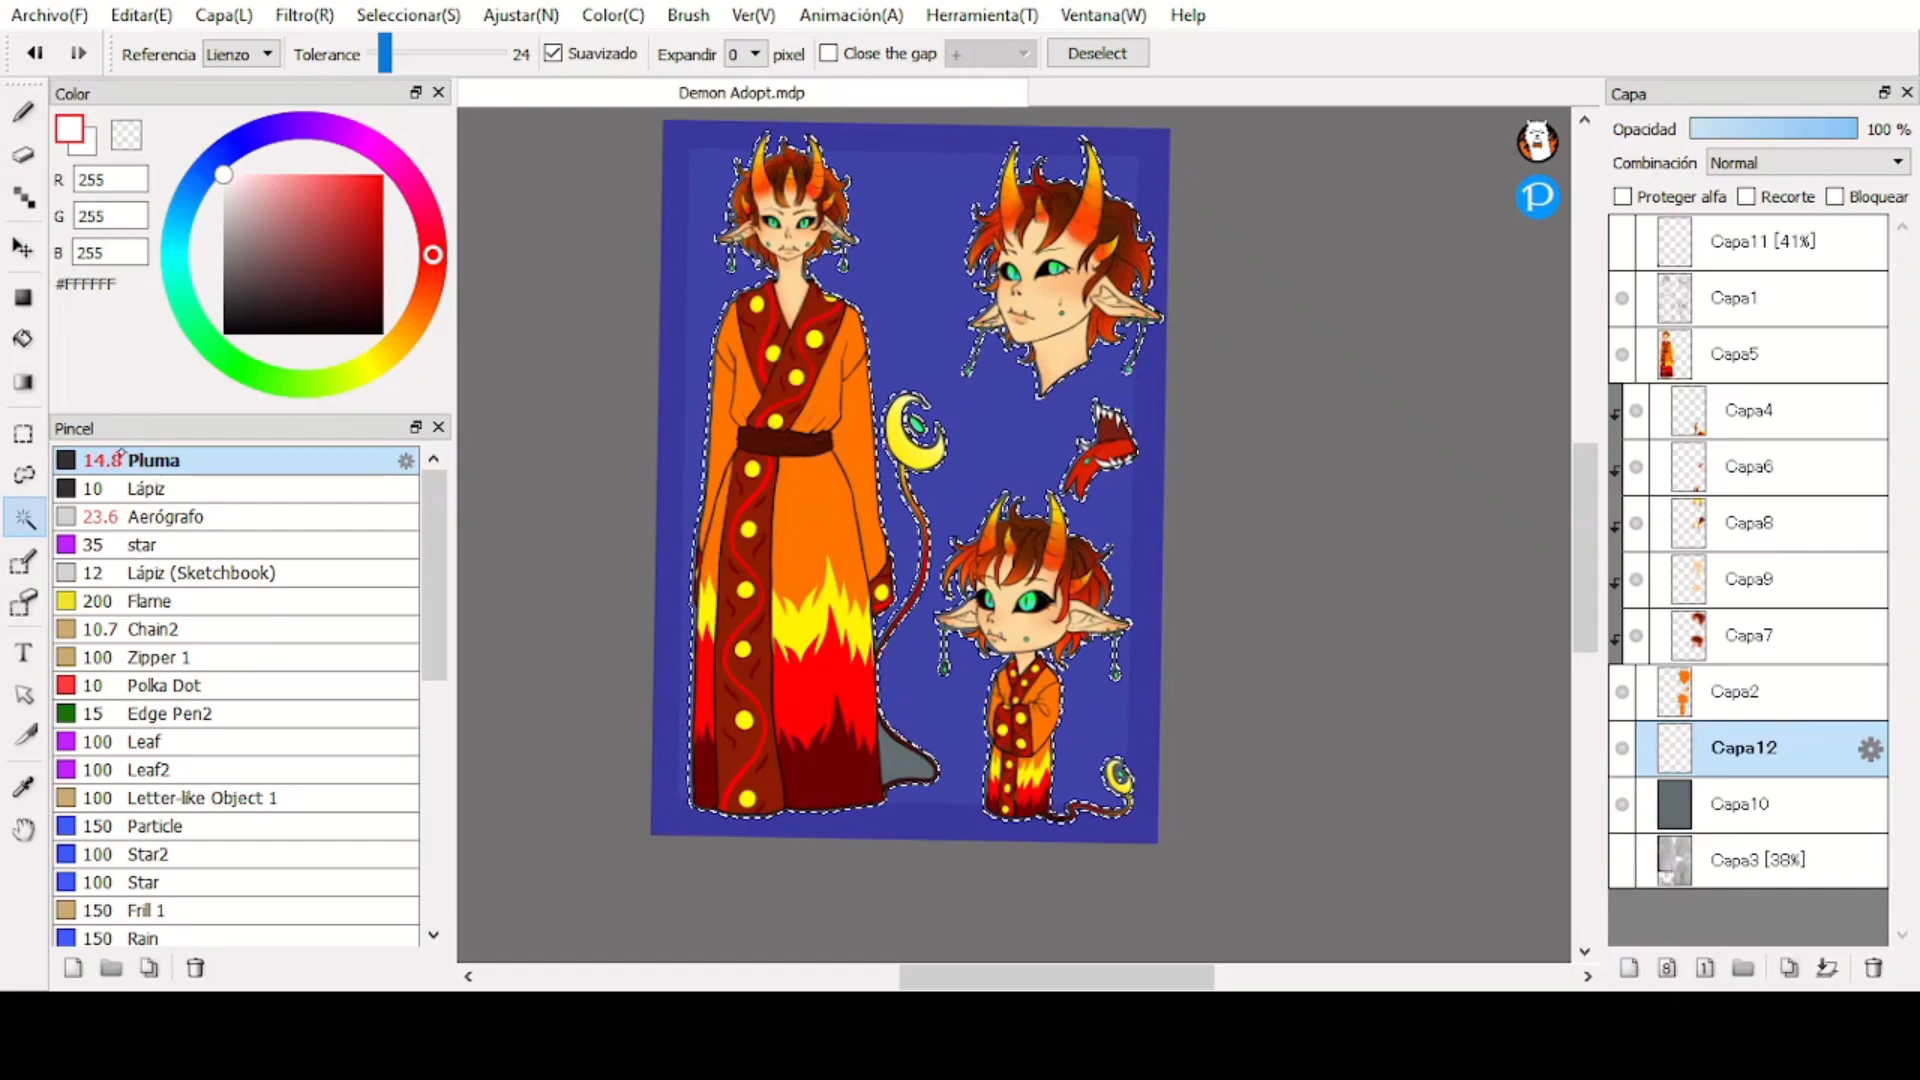 Archivo(F) Editar(E) Capa(L) Filtro(R) Seleccionar(S) Ajustar(N) Color(C) Brush Ver(V) Animación(A) Herramienta(T) Ventana(W) Help
Referencia Lienzo Tolerance 24 Suavizado Expandir 0 pixel Close the gap + Deselect
Color
R 255
G 255
B 255
#FFFFFF
Pincel
14.8 Pluma
10 Lápiz
23.6 Aerógrafo
35 star
12 Lápiz (Sketchbook)
200 Flame
10.7 Chain2
100 Zipper 1
10 Polka Dot
15 Edge Pen2
100 Leaf
100 Leaf2
100 Letter-like Object 1
150 Particle
100 Star2
100 Star
150 Frill 1
150 Rain
Demon Adopt.mdp
Capa
Opacidad 100 %
Combinación Normal
Proteger alfa Recorte Bloquear
Capa11 [41%]
Capa1
Capa5
Capa4
Capa6
Capa8
Capa9
Capa7
Capa2
Capa12
Capa10
Capa3 [38%]